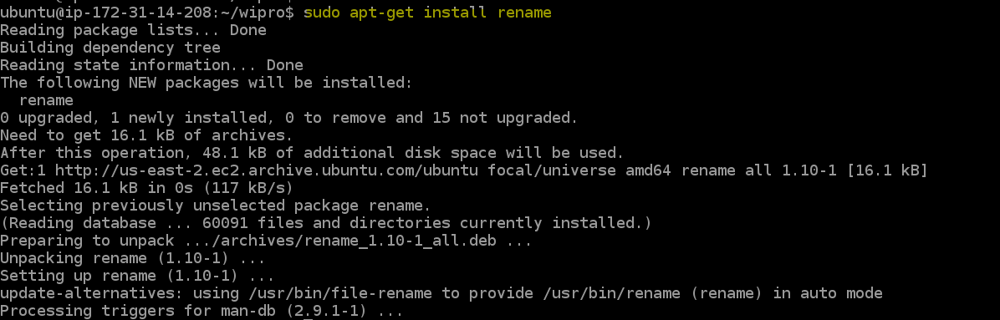 ubuntu@ip-172-31-14-208:~/wipro$ sudo apt-get install rename
Reading package lists... Done
Building dependency tree
Reading state information... Done
The following NEW packages will be installed:
  rename
0 upgraded, 1 newly installed, 0 to remove and 15 not upgraded.
Need to get 16.1 kB of archives.
After this operation, 48.1 kB of additional disk space will be used.
Get:1 http://us-east-2.ec2.archive.ubuntu.com/ubuntu focal/universe amd64 rename all 1.10-1 [16.1 kB]
Fetched 16.1 kB in 0s (117 kB/s)
Selecting previously unselected package rename.
(Reading database ... 60091 files and directories currently installed.)
Preparing to unpack .../archives/rename_1.10-1_all.deb ...
Unpacking rename (1.10-1) ...
Setting up rename (1.10-1) ...
update-alternatives: using /usr/bin/file-rename to provide /usr/bin/rename (rename) in auto mode
Processing triggers for man-db (2.9.1-1) ...